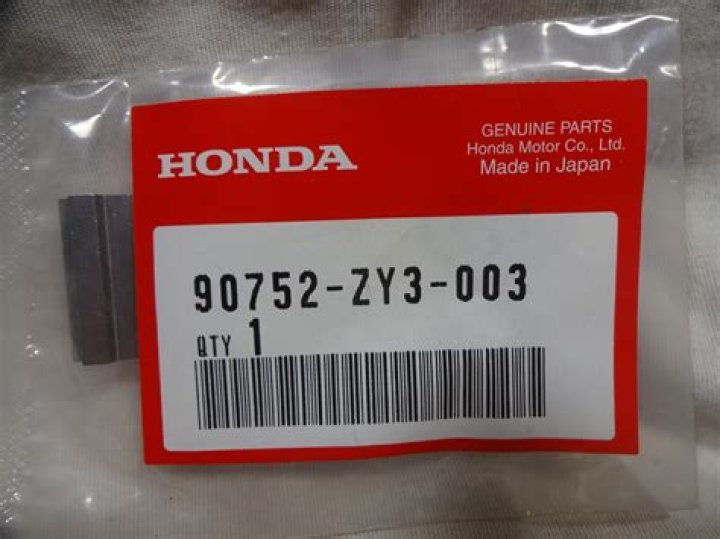 HONDA
GENUINE PARTS
Honda Motor Co., Ltd.
Made in Japan
90752-ZY3-003
QTY 1